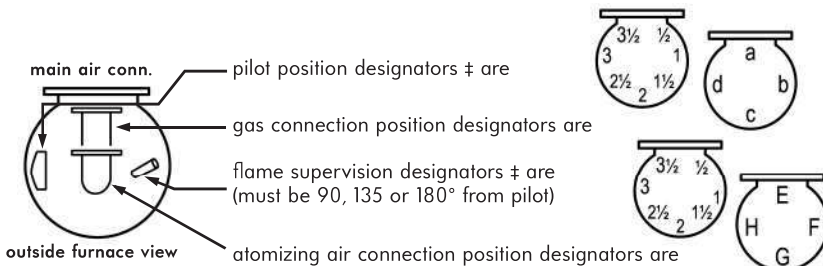 main air conn.
pilot position designators ‡ are
gas connection position designators are
flame supervision designators ‡ are
(must be 90, 135 or 180° from pilot)
atomizing air connection position designators are
outside furnace view
3½ ½
3 1
2½ 1½
2
a
d b
c
3½ ½
3 1
2½ 1½
2
E
H F
G